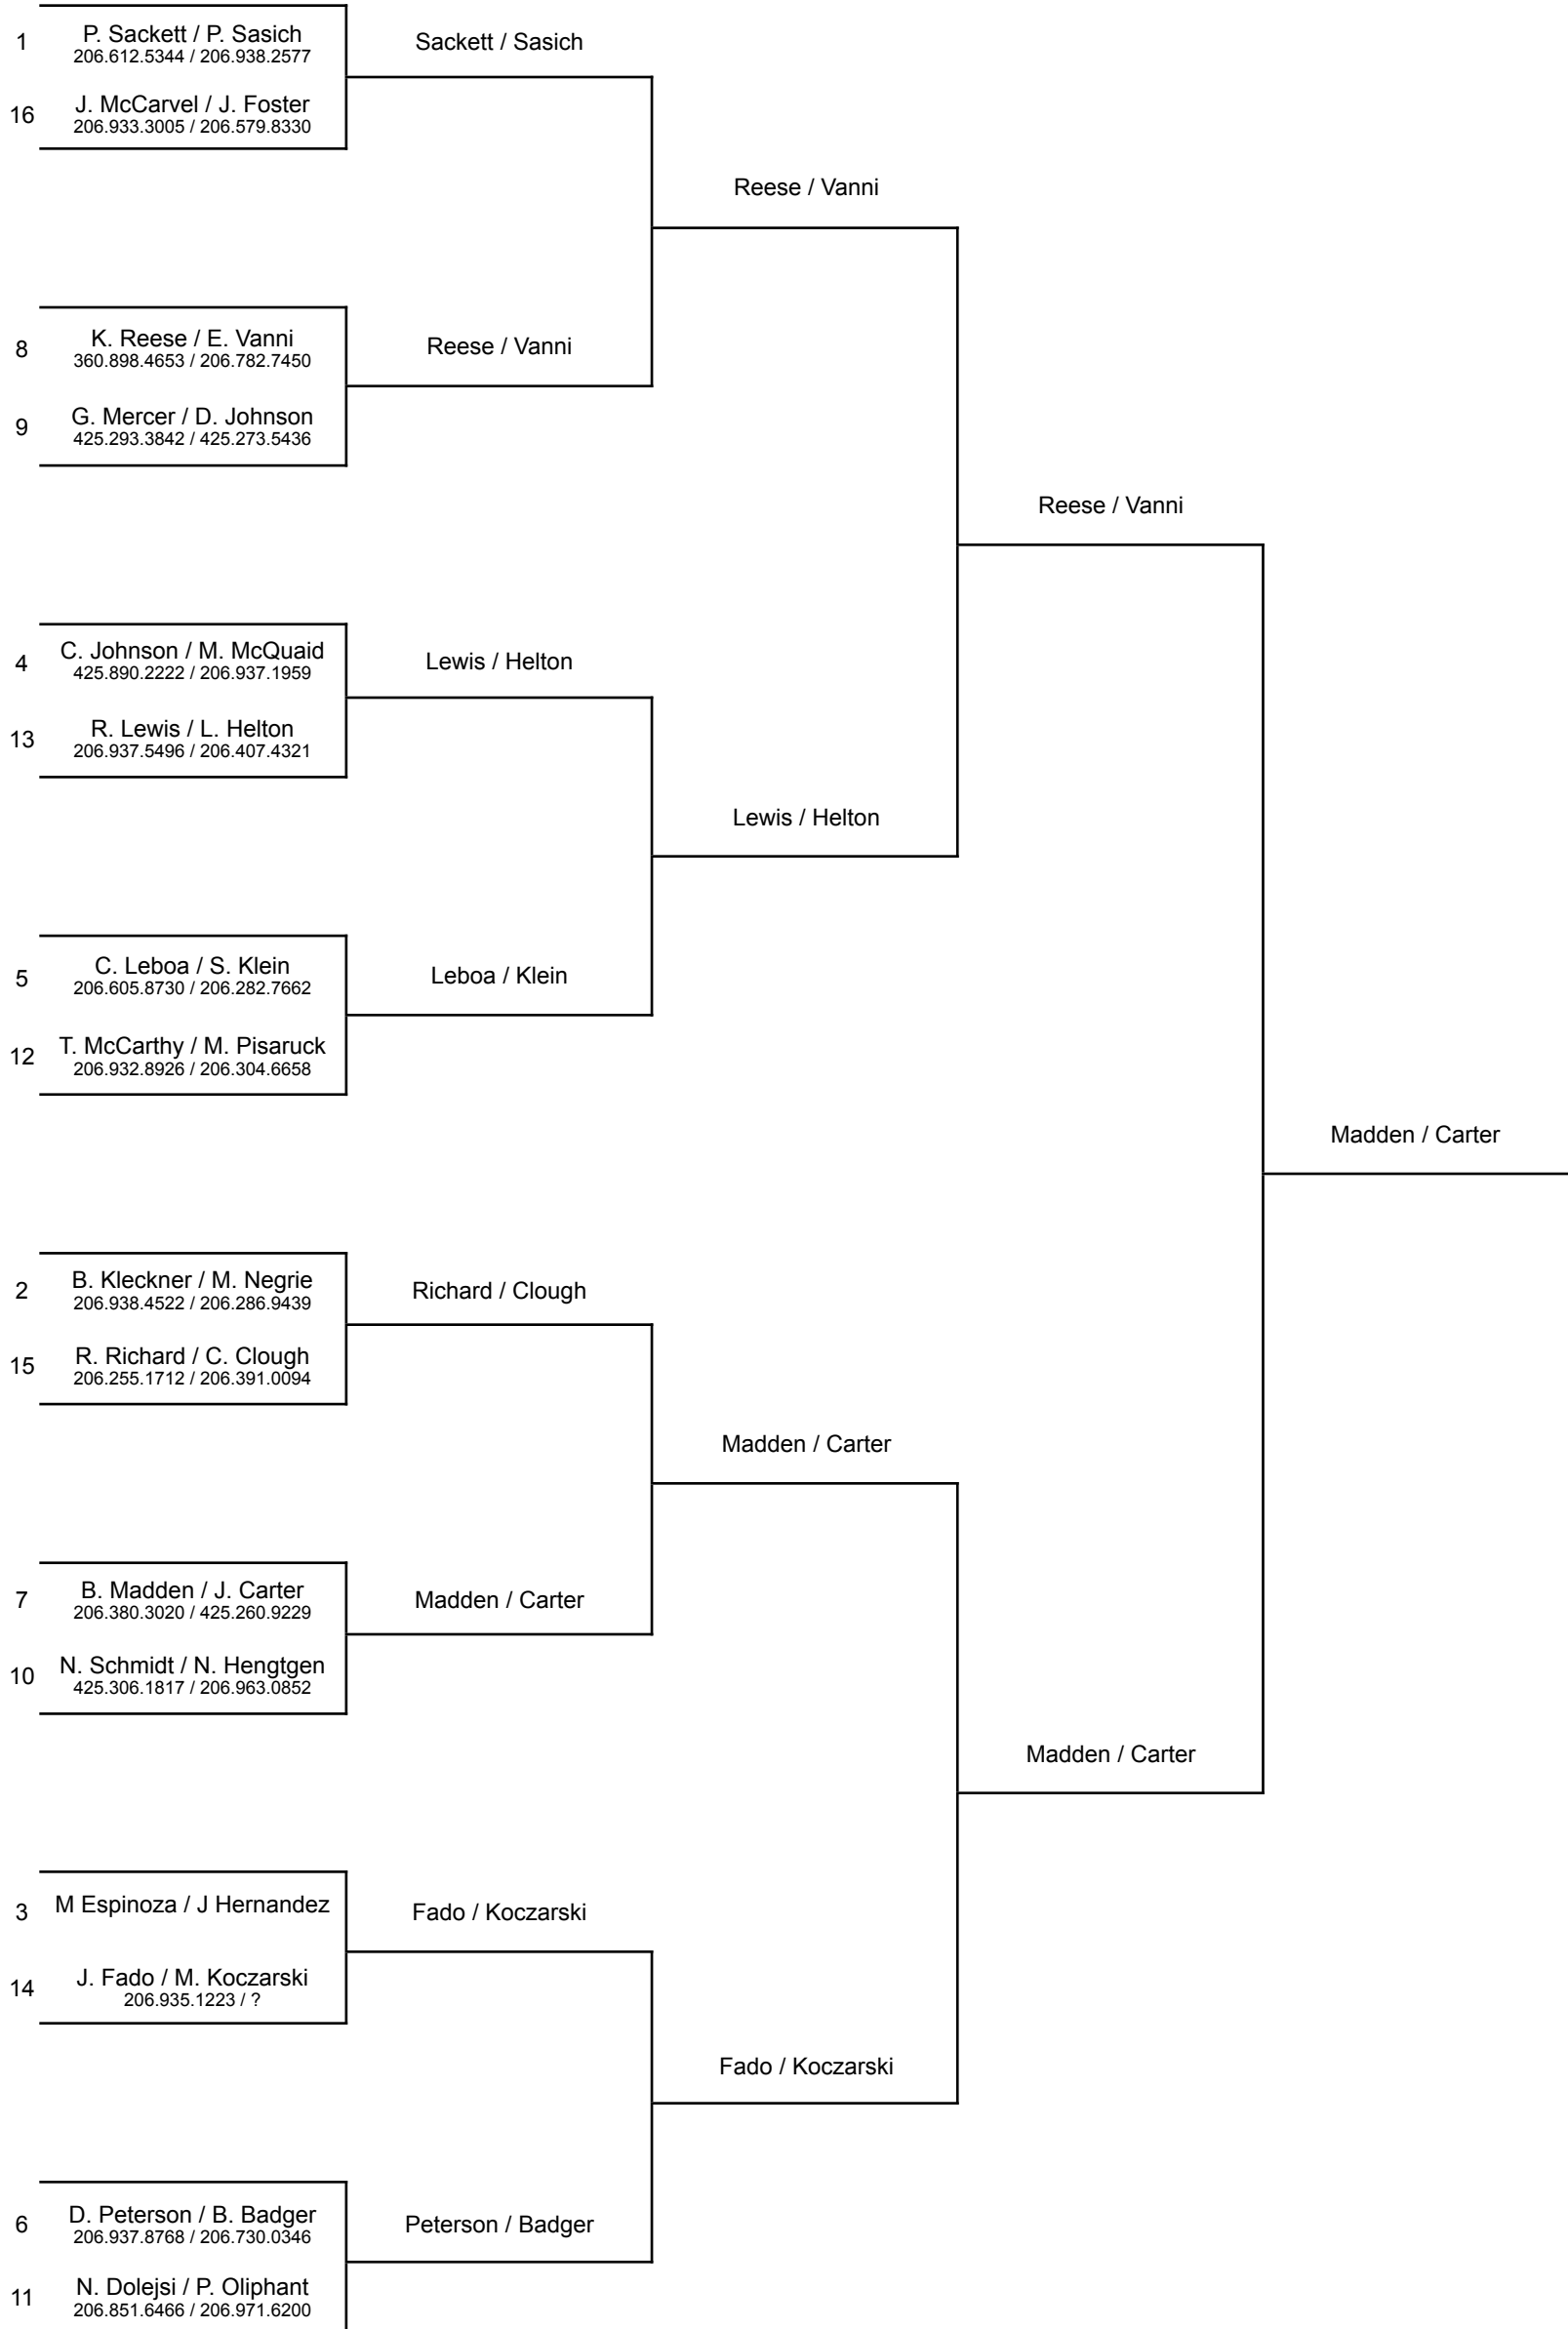 1
P. Sackett / P. Sasich
206.612.5344 / 206.938.2577
Sackett / Sasich
16
J. McCarvel / J. Foster
206.933.3005 / 206.579.8330
Reese / Vanni
8
K. Reese / E. Vanni
360.898.4653 / 206.782.7450
Reese / Vanni
9
G. Mercer / D. Johnson
425.293.3842 / 425.273.5436
Reese / Vanni
4
C. Johnson / M. McQuaid
425.890.2222 / 206.937.1959
Lewis / Helton
13
R. Lewis / L. Helton
206.937.5496 / 206.407.4321
Lewis / Helton
5
C. Leboa / S. Klein
206.605.8730 / 206.282.7662
Leboa / Klein
12
T. McCarthy / M. Pisaruck
206.932.8926 / 206.304.6658
Madden / Carter
2
B. Kleckner / M. Negrie
206.938.4522 / 206.286.9439
Richard / Clough
15
R. Richard / C. Clough
206.255.1712 / 206.391.0094
Madden / Carter
7
B. Madden / J. Carter
206.380.3020 / 425.260.9229
Madden / Carter
10
N. Schmidt / N. Hengtgen
425.306.1817 / 206.963.0852
Madden / Carter
3
M Espinoza / J Hernandez
Fado / Koczarski
14
J. Fado / M. Koczarski
206.935.1223 / ?
Fado / Koczarski
6
D. Peterson / B. Badger
206.937.8768 / 206.730.0346
Peterson / Badger
11
N. Dolejsi / P. Oliphant
206.851.6466 / 206.971.6200